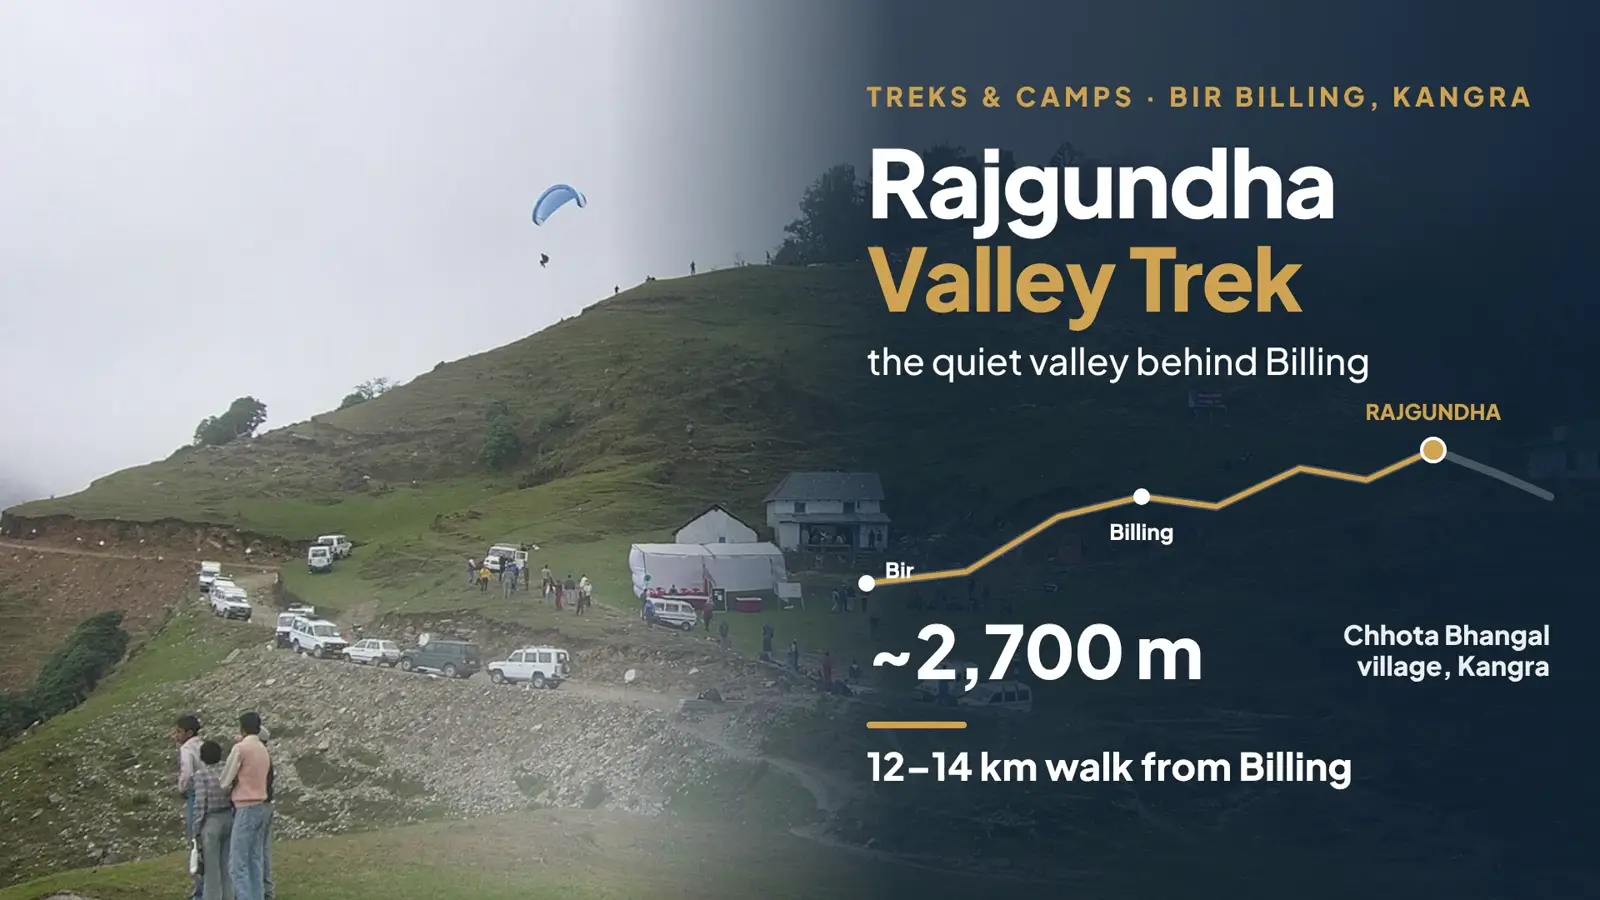 TREKS & CAMPS · BIR BILLING, KANGRA
Rajgundha
Valley Trek
the quiet valley behind Billing
RAJGUNDHA
Billing
Bir
~2,700 m
Chhota Bhangal
village, Kangra
12–14 km walk from Billing